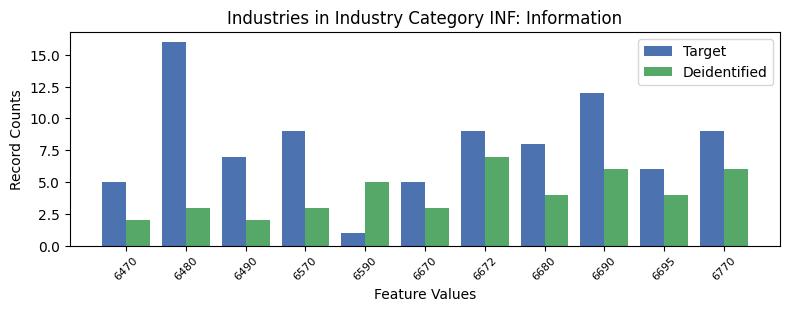 Industries in Industry Category INF: Information
Target
Deidentified
Record Counts
15.0
12.5
10.0
7.5
5.0
2.5
0.0
6470 6480 6490 6570 6590 6670 6672 6680 6690 6695 6770
Feature Values